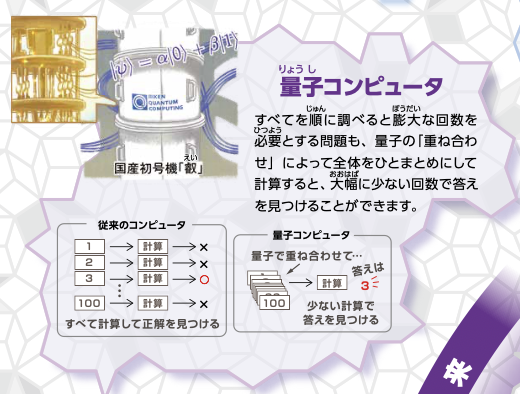 |ψ⟩ = α|0⟩ + β|1⟩
RIKEN
QUANTUM
COMPUTING
えい
国産初号機「叡」
りょう し
量子コンピュータ
じゅん ぼうだい
すべてを順に調べると膨大な回数を
ひつよう
必要とする問題も、量子の「重ね合わ
せ」によって全体をひとまとめにして
おおはば
計算すると、大幅に少ない回数で答え
を見つけることができます。
従来のコンピュータ
1 → 計算 → ×
2 → 計算 → ×
3 → 計算 → ○
⋮
100 → 計算 → ×
すべて計算して正解を見つける
量子コンピュータ
量子で重ね合わせて…
100 → 計算
答えは
3
少ない計算で
答えを見つける